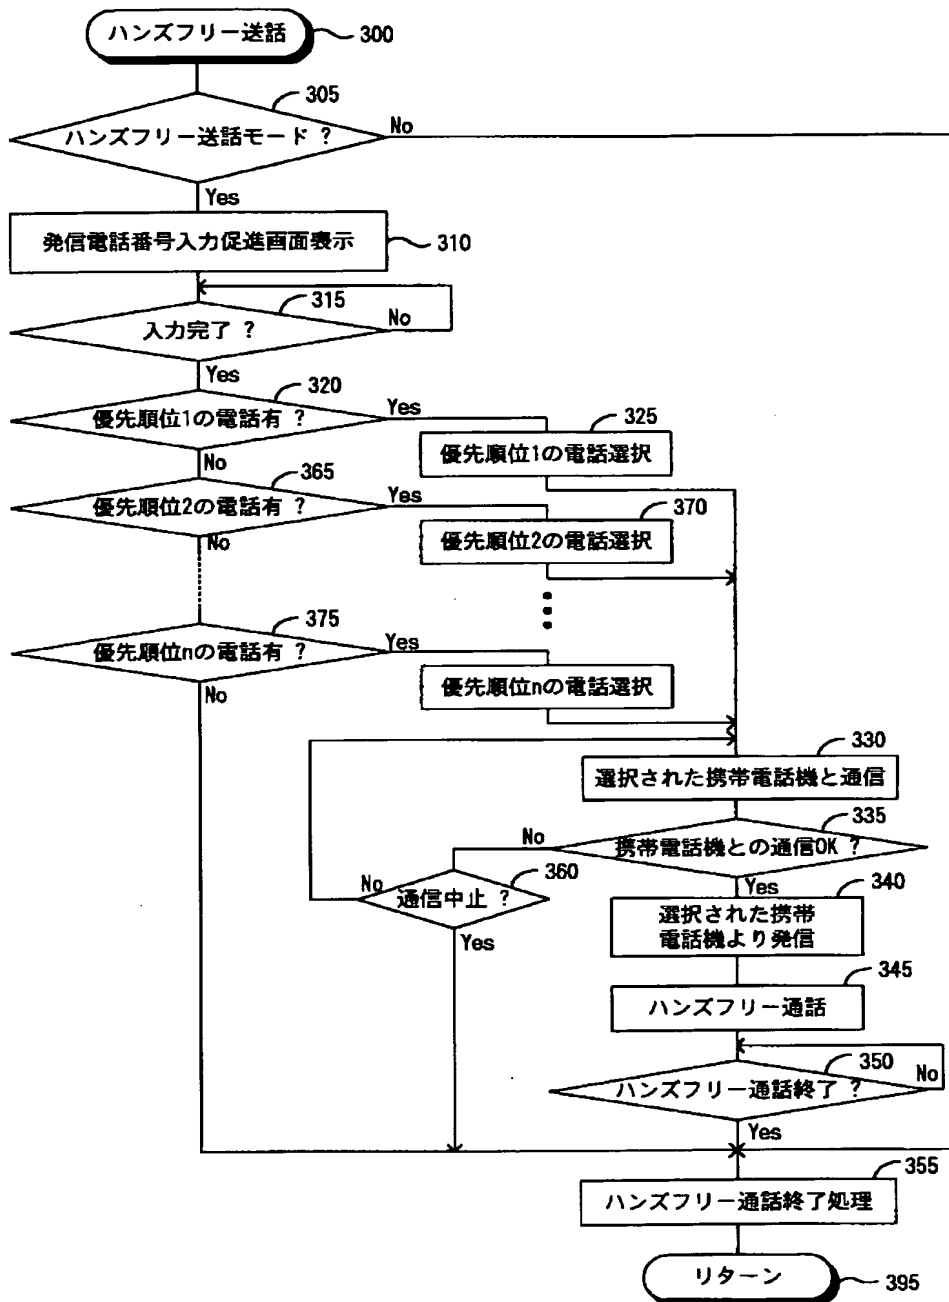 ハンズフリー送話
300
305
ハンズフリー送話モード ?
No
Yes
発信電話番号入力促進画面表示
310
315
入力完了 ?
No
Yes
320
優先順位1の電話有 ?
Yes
325
優先順位1の電話選択
No
365
優先順位2の電話有 ?
Yes
370
優先順位2の電話選択
No
375
優先順位nの電話有 ?
Yes
優先順位nの電話選択
No
330
選択された携帯電話機と通信
335
携帯電話機との通信OK ?
No
Yes
360
通信中止 ?
No
Yes
340
選択された携帯
電話機より発信
345
ハンズフリー通話
350
ハンズフリー通話終了 ?
No
Yes
355
ハンズフリー通話終了処理
リターン
395